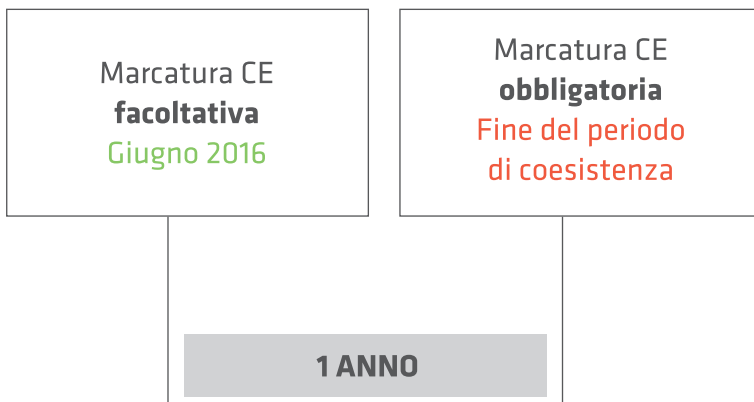 Marcatura CE
facoltativa
Giugno 2016
Marcatura CE
obbligatoria
Fine del periodo
di coesistenza
1 ANNO